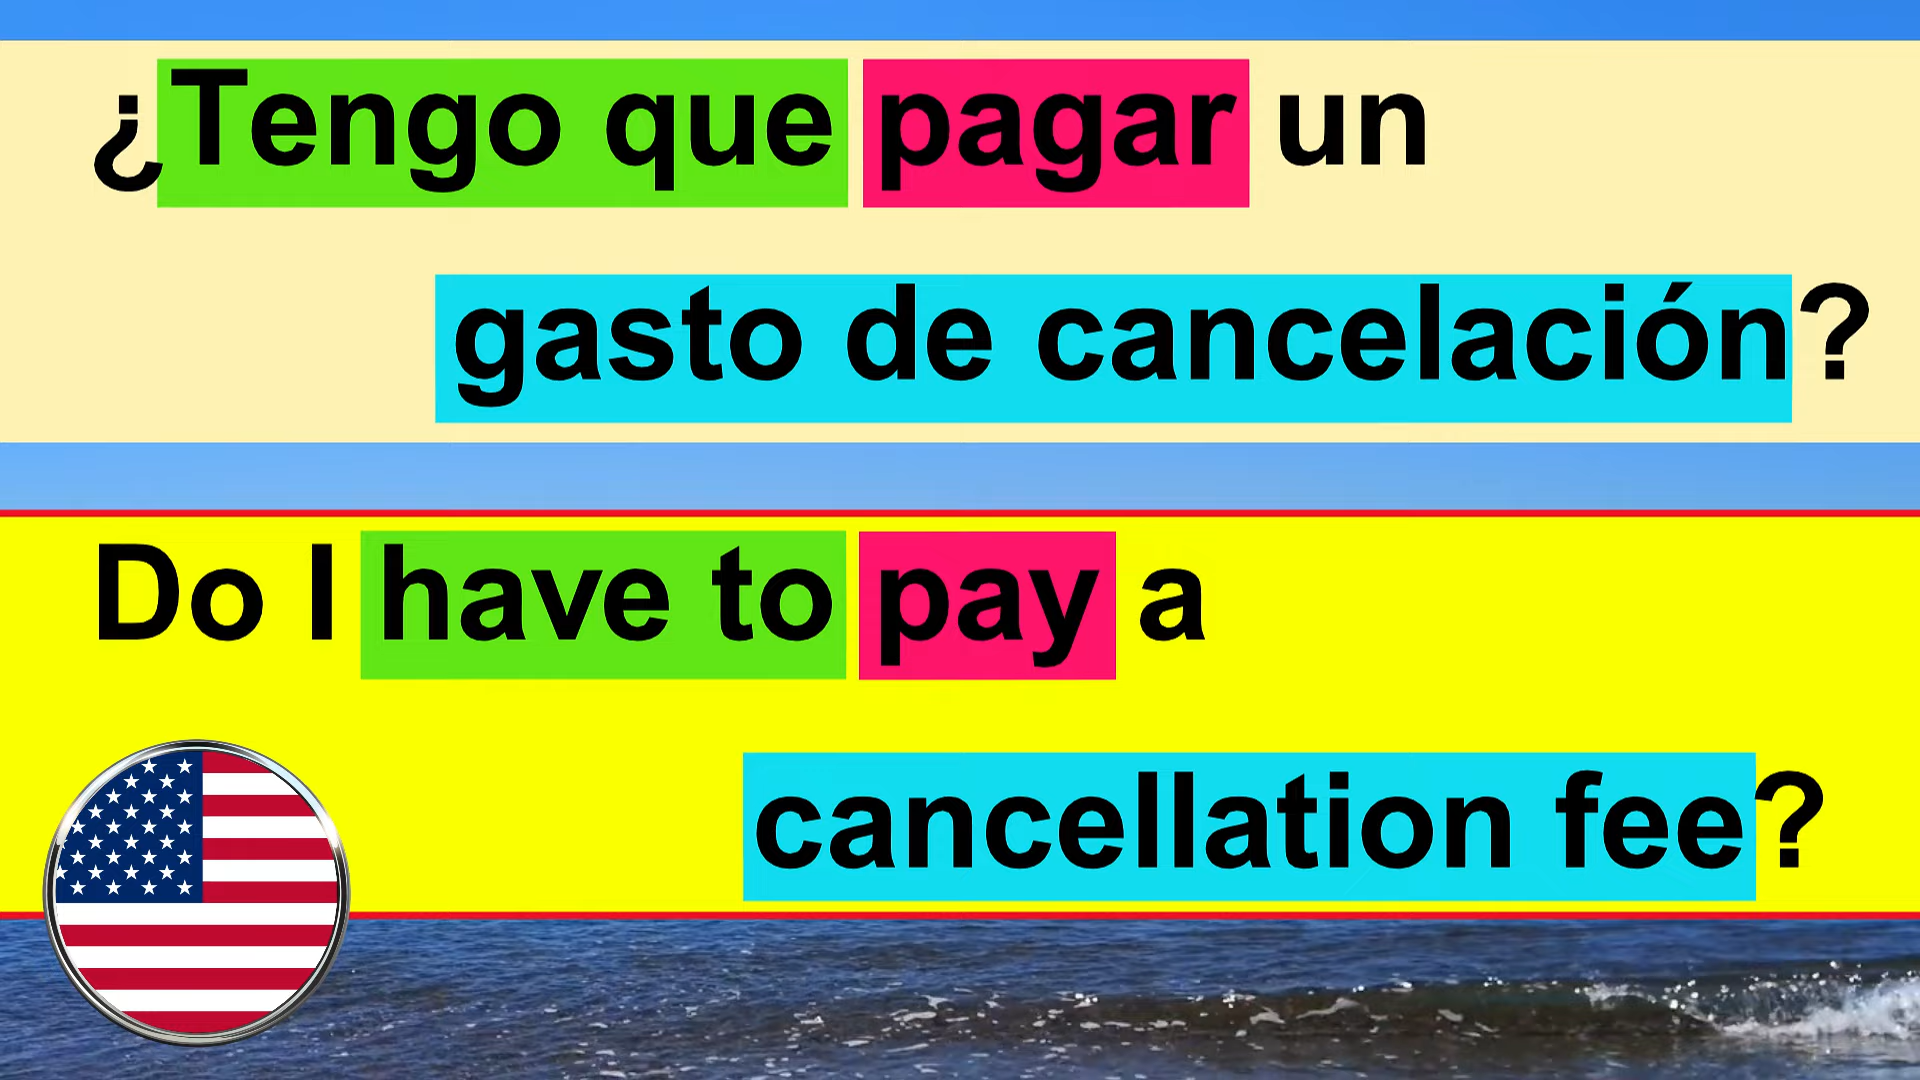 ¿Tengo que pagar un
gasto de cancelación?
Do I have to pay a
cancellation fee?